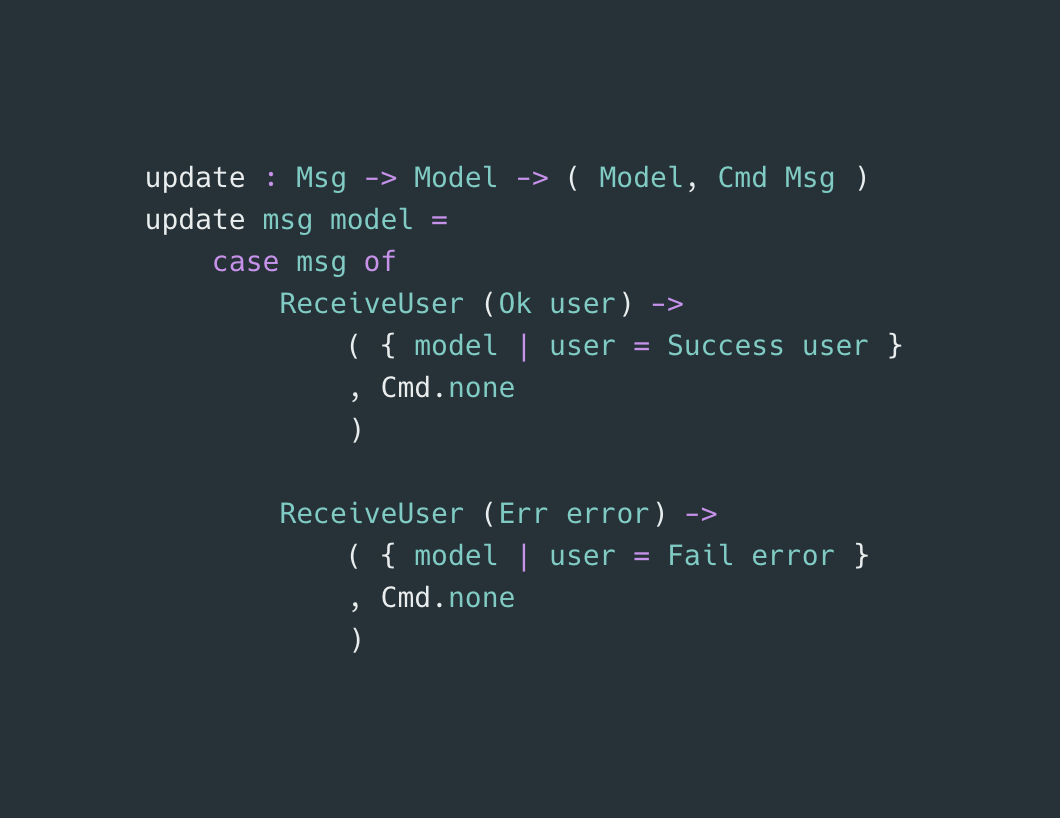 update : Msg -> Model -> ( Model, Cmd Msg )
update msg model =
    case msg of
        ReceiveUser (Ok user) ->
            ( { model | user = Success user }
            , Cmd.none
            )

        ReceiveUser (Err error) ->
            ( { model | user = Fail error }
            , Cmd.none
            )